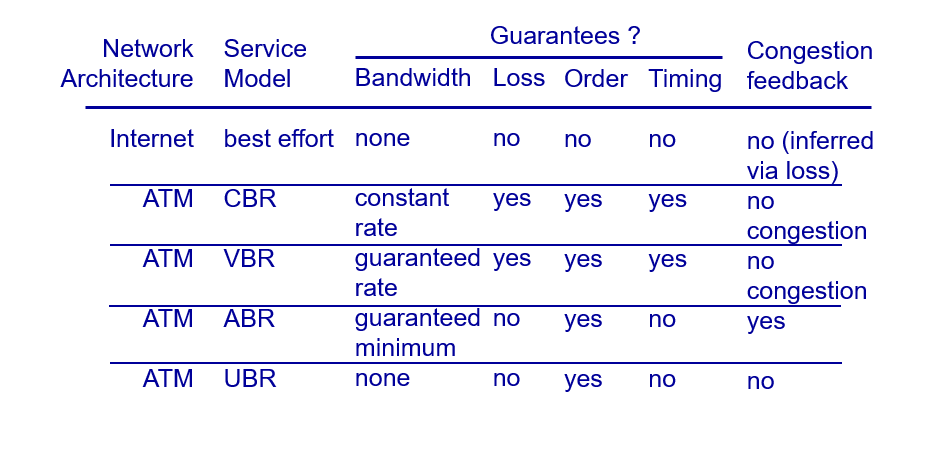 Guarantees ?
Network Service Congestion
Architecture Model Bandwidth Loss Order Timing feedback
Internet best effort none no no no no (inferred
via loss)
ATM CBR constant yes yes yes no
rate congestion
ATM VBR guaranteed yes yes yes no
rate congestion
ATM ABR guaranteed no yes no yes
minimum
ATM UBR none no yes no no